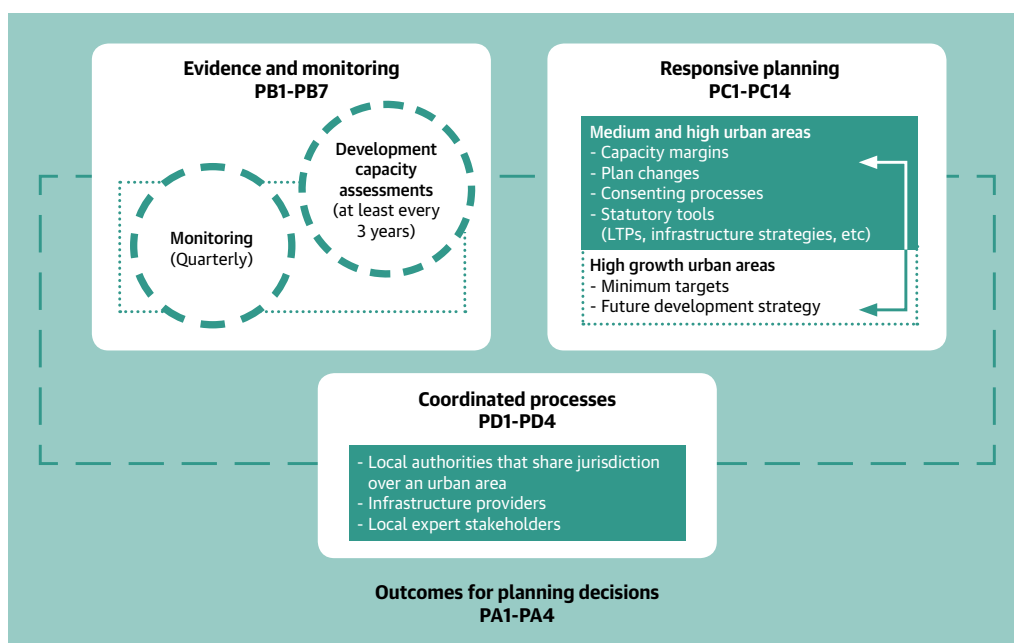 Evidence and monitoring
PB1-PB7
Development
capacity
assessments
(at least every
3 years)
Monitoring
(Quarterly)
Responsive planning
PC1-PC14
Medium and high urban areas
- Capacity margins
- Plan changes
- Consenting processes
- Statutory tools
(LTPs, infrastructure strategies, etc)
High growth urban areas
- Minimum targets
- Future development strategy
Coordinated processes
PD1-PD4
- Local authorities that share jurisdiction
over an urban area
- Infrastructure providers
- Local expert stakeholders
Outcomes for planning decisions
PA1-PA4